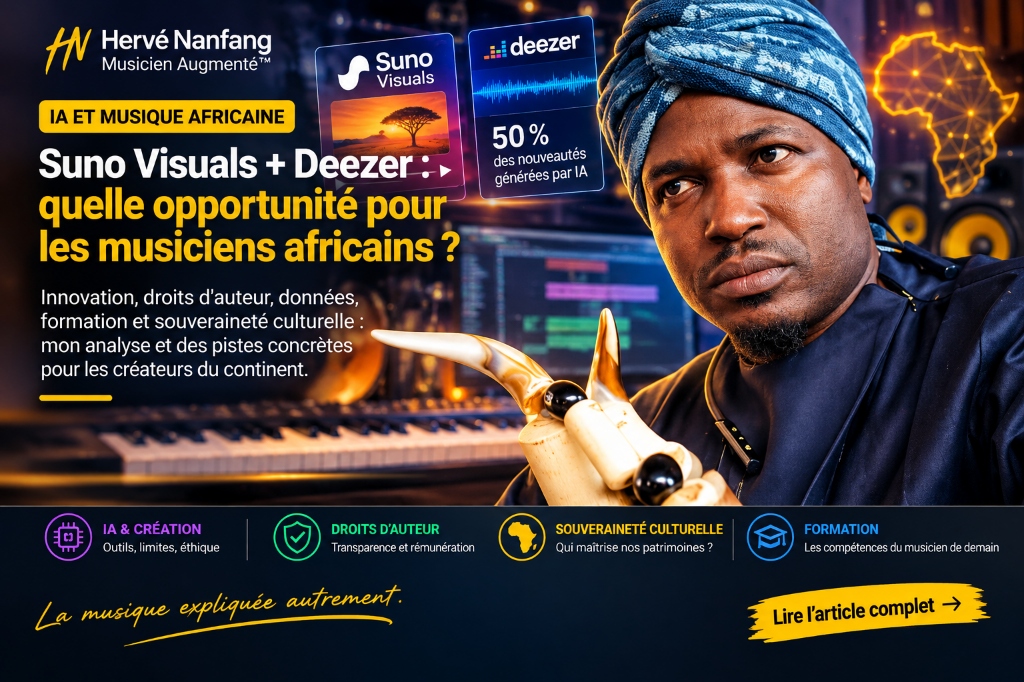 HN Hervé Nanfang
Musicien Augmenté™
Suno
Visuals
deezer
50 %
des nouveautés
générées par IA
IA ET MUSIQUE AFRICAINE
Suno Visuals + Deezer :
quelle opportunité pour
les musiciens africains ?
Innovation, droits d'auteur, données,
formation et souveraineté culturelle :
mon analyse et des pistes concrètes
pour les créateurs du continent.
IA & CRÉATION
Outils, limites, éthique
DROITS D'AUTEUR
Transparence et rémunération
SOUVERAINETÉ CULTURELLE
Qui maîtrise nos patrimoines ?
FORMATION
Les compétences du musicien de demain
La musique expliquée autrement.
Lire l'article complet →